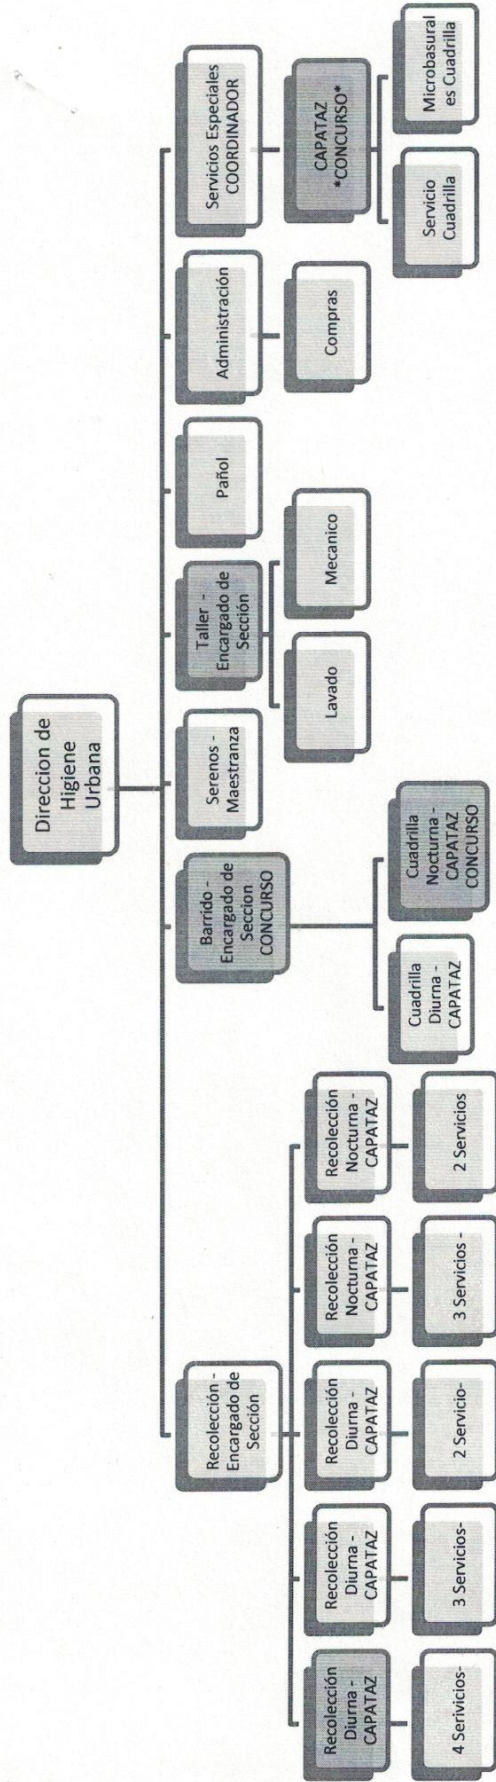 Direccion de
Higiene
Urbana
Recolección -
Encargado de
Sección
Barrido -
Encargado de
Seccion
CONCURSO
Serenos -
Maestranza
Taller -
Encargado de
Sección
Pañol
Administración
Servicios Especiales
COORDINADOR
Recolección
Diurna -
CAPATAZ
Recolección
Diurna -
CAPATAZ
Recolección
Diurna -
CAPATAZ
Recolección
Nocturna -
CAPATAZ
Recolección
Nocturna -
CAPATAZ
4 Serivicios-
3 Servicios-
2 Servicio-
3 Servicios -
2 Servicios
Cuadrilla
Diurna -
CAPATAZ
Cuadrilla
Nocturna -
CAPATAZ
CONCURSO
Lavado
Mecanico
Compras
CAPATAZ
*CONCURSO*
Servicio
Cuadrilla
Microbasural
es Cuadrilla